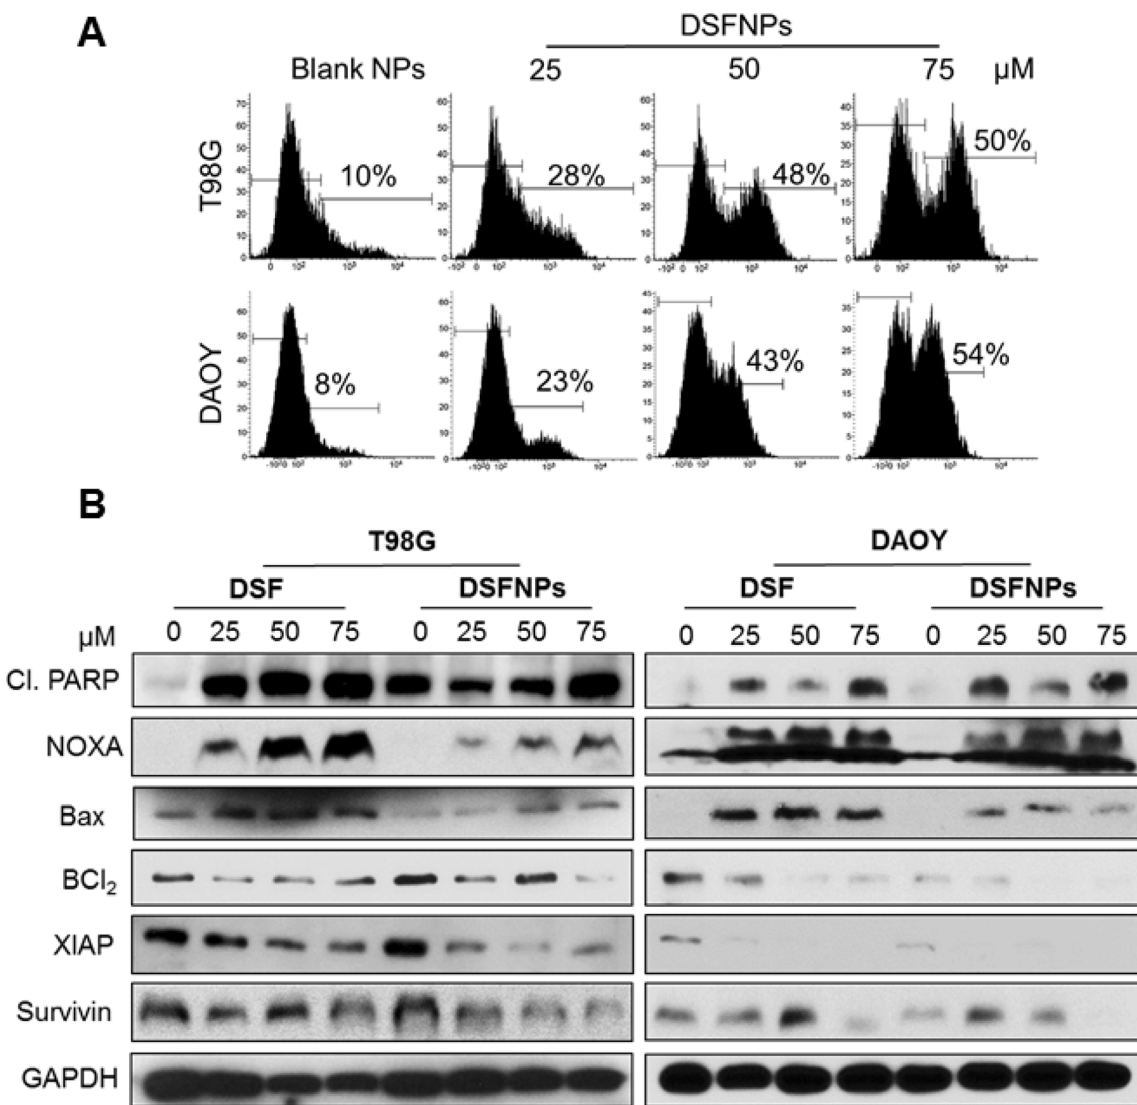 A
DSFNPs
Blank NPs 25 50 75 µM
T98G
10% 28% 48% 50%
DAOY
8% 23% 43% 54%
B
T98G DAOY
DSF DSFNPs DSF DSFNPs
µM 0 25 50 75 0 25 50 75 0 25 50 75 0 25 50 75
Cl. PARP
NOXA
Bax
BCl₂
XIAP
Survivin
GAPDH